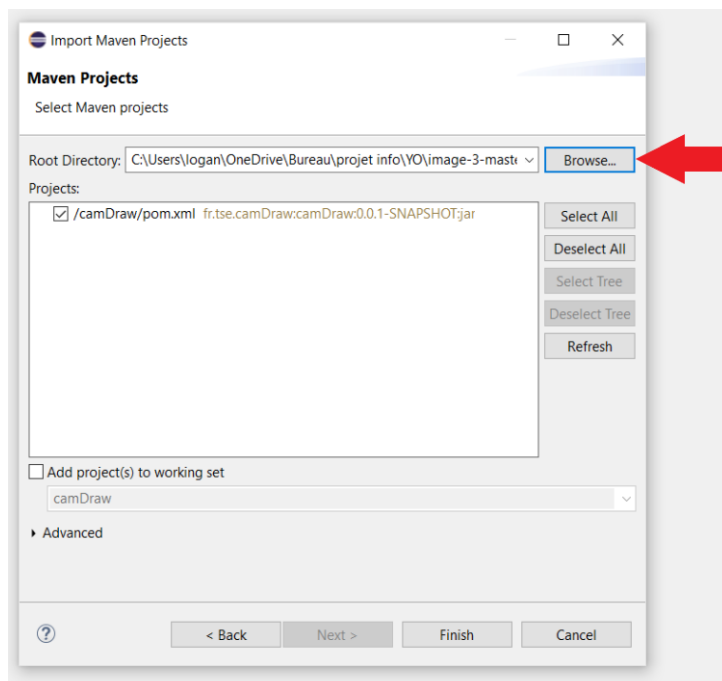 Import Maven Projects
Maven Projects
Select Maven projects
Root Directory: C:\Users\logan\OneDrive\Bureau\projet info\YO\image-3-maste Browse...
Projects:
/camDraw/pom.xml fr.tse.camDraw:camDraw:0.0.1-SNAPSHOT:jar
Select All
Deselect All
Select Tree
Deselect Tree
Refresh
Add project(s) to working set
camDraw
Advanced
? < Back Next > Finish Cancel